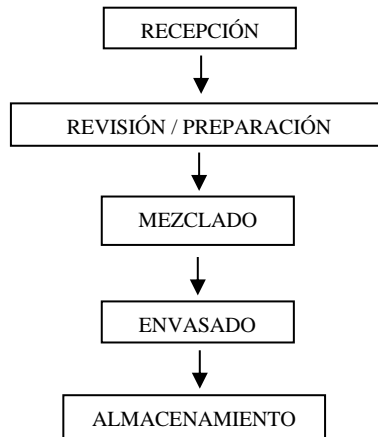 RECEPCIÓN
REVISIÓN / PREPARACIÓN
MEZCLADO
ENVASADO
ALMACENAMIENTO